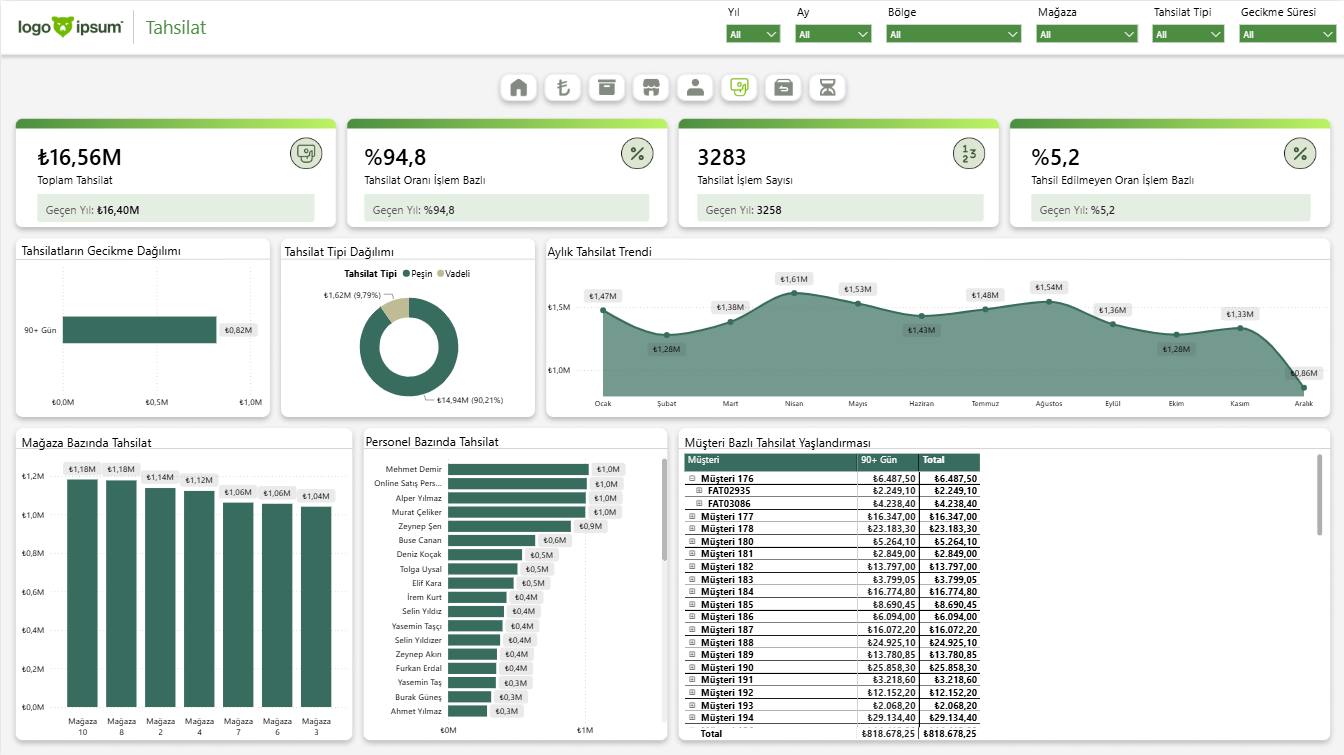 logo ipsum Tahsilat
Yıl Ay Bölge Mağaza Tahsilat Tipi Gecikme Süresi
All All All All All All
₺16,56M
Toplam Tahsilat
Geçen Yıl: ₺16,40M
%94,8
Tahsilat Oranı İşlem Bazlı
Geçen Yıl: %94,8
3283
Tahsilat İşlem Sayısı
Geçen Yıl: 3258
%5,2
Tahsil Edilmeyen Oran İşlem Bazlı
Geçen Yıl: %5,2
Tahsilatların Gecikme Dağılımı
90+ Gün ₺0,82M
₺0,0M ₺0,5M ₺1,0M
Tahsilat Tipi Dağılımı
Tahsilat Tipi Peşin Vadeli
₺1,62M (9,79%)
₺14,94M (90,21%)
Aylık Tahsilat Trendi
₺1,5M
₺1,0M
₺1,47M ₺1,28M ₺1,38M ₺1,61M ₺1,53M ₺1,43M ₺1,48M ₺1,54M ₺1,36M ₺1,28M ₺1,33M ₺0,86M
Ocak Şubat Mart Nisan Mayıs Haziran Temmuz Ağustos Eylül Ekim Kasım Aralık
Mağaza Bazında Tahsilat
₺1,2M
₺1,0M
₺0,8M
₺0,6M
₺0,4M
₺0,2M
₺0,0M
₺1,18M ₺1,18M ₺1,14M ₺1,12M ₺1,06M ₺1,06M ₺1,04M
Mağaza Mağaza Mağaza Mağaza Mağaza Mağaza Mağaza
10 8 2 4 7 6 3
Personel Bazında Tahsilat
Mehmet Demir ₺1,0M
Online Satış Pers... ₺1,0M
Alper Yılmaz ₺1,0M
Murat Çeliker ₺1,0M
Zeynep Şen ₺0,9M
Buse Canan ₺0,6M
Deniz Koçak ₺0,5M
Tolga Uysal ₺0,5M
Elif Kara ₺0,5M
İrem Kurt ₺0,4M
Selin Yıldız ₺0,4M
Yasemin Taşçı ₺0,4M
Selin Yıldızer ₺0,4M
Zeynep Akın ₺0,4M
Furkan Erdal ₺0,4M
Yasemin Taş ₺0,3M
Burak Güneş ₺0,3M
Ahmet Yılmaz ₺0,3M
₺0M ₺1M
Müşteri Bazlı Tahsilat Yaşlandırması
Müşteri 90+ Gün Total
Müşteri 176 ₺6.487,50 ₺6.487,50
FAT02935 ₺2.249,10 ₺2.249,10
FAT03086 ₺4.238,40 ₺4.238,40
Müşteri 177 ₺16.347,00 ₺16.347,00
Müşteri 178 ₺23.183,30 ₺23.183,30
Müşteri 180 ₺5.264,10 ₺5.264,10
Müşteri 181 ₺2.849,00 ₺2.849,00
Müşteri 182 ₺13.797,00 ₺13.797,00
Müşteri 183 ₺3.799,05 ₺3.799,05
Müşteri 184 ₺16.774,80 ₺16.774,80
Müşteri 185 ₺8.690,45 ₺8.690,45
Müşteri 186 ₺6.094,00 ₺6.094,00
Müşteri 187 ₺16.072,20 ₺16.072,20
Müşteri 188 ₺24.925,10 ₺24.925,10
Müşteri 189 ₺13.780,85 ₺13.780,85
Müşteri 190 ₺25.858,30 ₺25.858,30
Müşteri 191 ₺3.218,60 ₺3.218,60
Müşteri 192 ₺12.152,20 ₺12.152,20
Müşteri 193 ₺2.068,20 ₺2.068,20
Müşteri 194 ₺29.134,40 ₺29.134,40
Total ₺818.678,25 ₺818.678,25